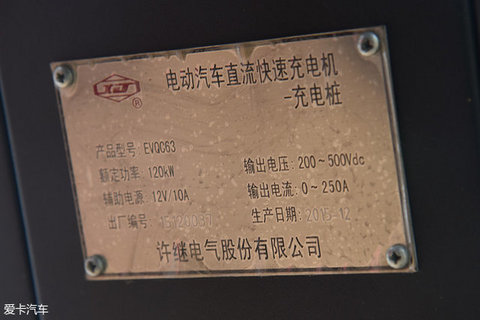 电动汽车直流快速充电机
-充电桩
XJ
®
产品型号: EVQC63
额定功率: 120kW
辅助电源: 12V/10A
出厂编号 15120037
输出电压: 200～500Vdc
输出电流: 0～250A
生产日期: 2015-12
许继电气股份有限公司
爱卡汽车